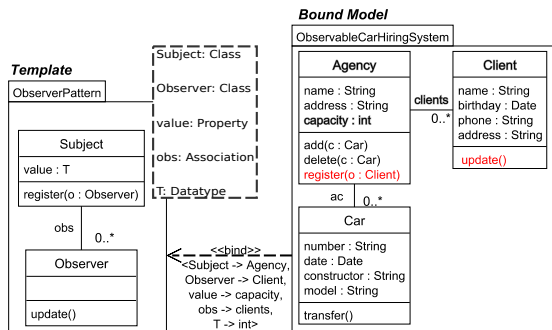 Template
ObserverPattern
Subject
value : T
register(o : Observer)
obs
0..*
Observer
update()
Subject: Class
Observer: Class
value: Property
obs: Association
T: Datatype
<<bind>>
<Subject -> Agency,
Observer -> Client,
value -> capacity,
obs -> clients,
T -> int>
Bound Model
ObservableCarHiringSystem
Agency
name : String
address : String
capacity : int
add(c : Car)
delete(c : Car)
register(o : Client)
clients
0..*
Client
name : String
birthday : Date
phone : String
address : String
update()
ac
0..*
Car
number : String
date : Date
constructor : String
model : String
transfer()